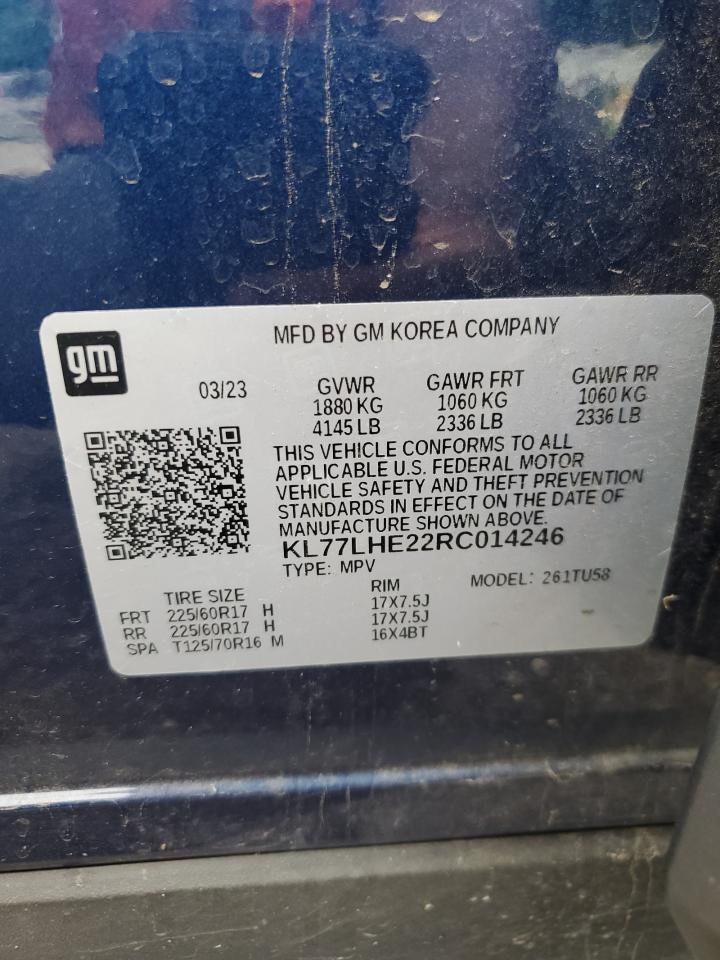 gm
MFD BY GM KOREA COMPANY
03/23
GVWR GAWR FRT GAWR RR
1880 KG 1060 KG 1060 KG
4145 LB 2336 LB 2336 LB
THIS VEHICLE CONFORMS TO ALL
APPLICABLE U.S. FEDERAL MOTOR
VEHICLE SAFETY AND THEFT PREVENTION
STANDARDS IN EFFECT ON THE DATE OF
MANUFACTURE SHOWN ABOVE.
KL77LHE22RC014246
TYPE: MPV MODEL: 261TU58
TIRE SIZE RIM
FRT 225/60R17 H 17X7.5J
RR 225/60R17 H 17X7.5J
SPA T125/70R16 M 16X4BT